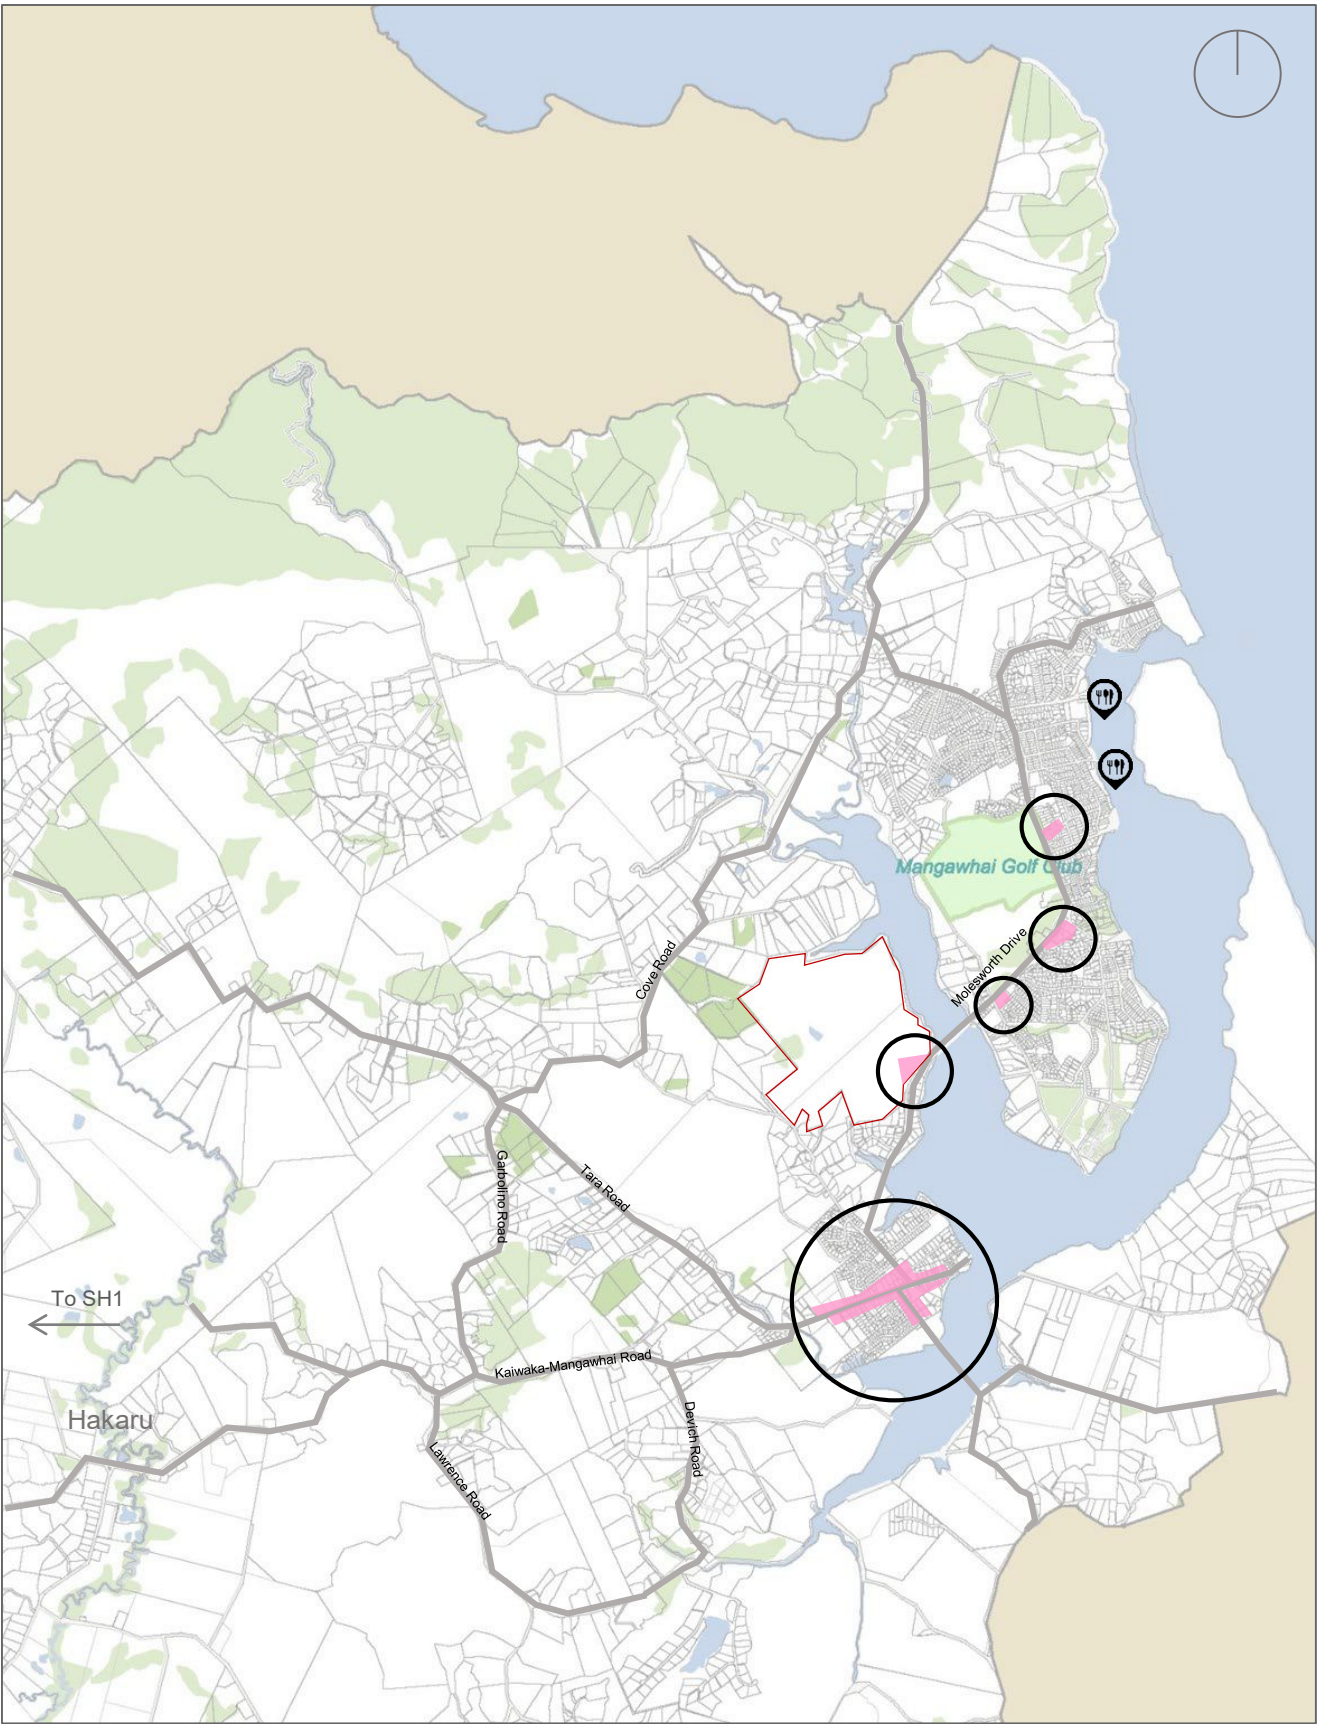 Mangawhai Golf Club
Molesworth Drive
Cove Road
Garbolino Road
Tara Road
To SH1
Kaiwaka-Mangawhai Road
Hakaru
Devich Road
Lawrence Road